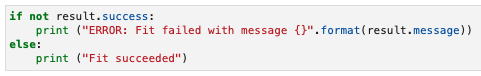 if not result.success:
    print ("ERROR: Fit failed with message {}".format(result.message))
else:
    print ("Fit succeeded")